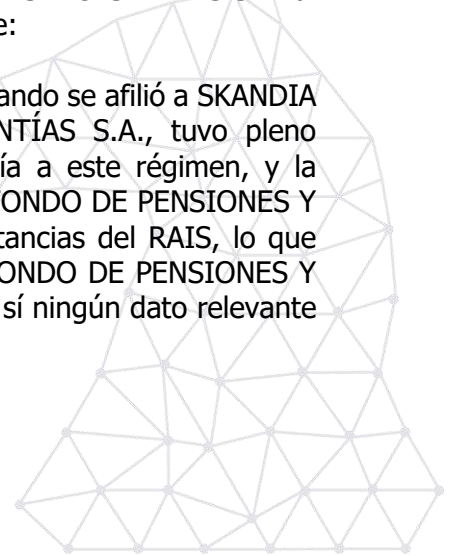 e:
ando se afilió a SKANDIA
NTÍAS S.A., tuvo pleno
ía a este régimen, y la
FONDO DE PENSIONES Y
tancias del RAIS, lo que
ONDO DE PENSIONES Y
sí ningún dato relevante